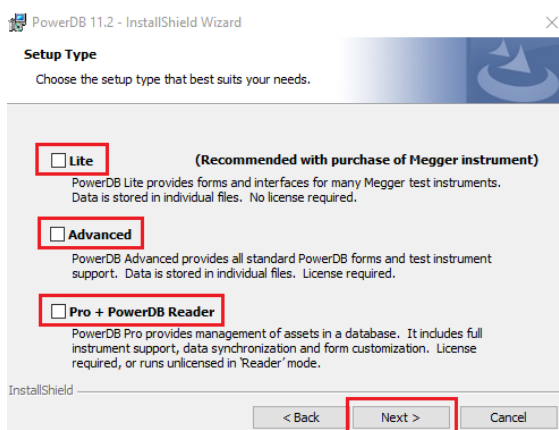 PowerDB 11.2 - InstallShield Wizard
Setup Type
Choose the setup type that best suits your needs.
Lite (Recommended with purchase of Megger instrument)
PowerDB Lite provides forms and interfaces for many Megger test instruments.
Data is stored in individual files. No license required.
Advanced
PowerDB Advanced provides all standard PowerDB forms and test instrument
support. Data is stored in individual files. License required.
Pro + PowerDB Reader
PowerDB Pro provides management of assets in a database. It includes full
instrument support, data synchronization and form customization. License
required, or runs unlicensed in 'Reader' mode.
InstallShield
< Back Next > Cancel